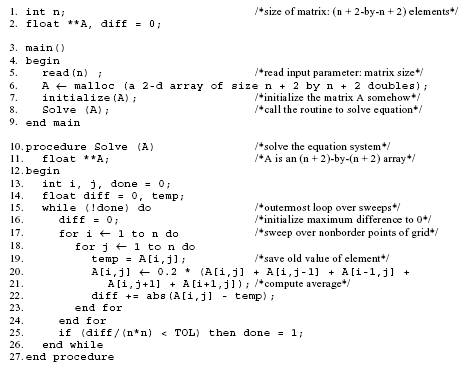 1. int n; /*size of matrix: (n + 2-by-n + 2) elements*/
2. float **A, diff = 0;
3. main()
4. begin
5. read(n) ; /*read input parameter: matrix size*/
6. A ← malloc (a 2-d array of size n + 2 by n + 2 doubles);
7. initialize(A); /*initialize the matrix A somehow*/
8. Solve (A); /*call the routine to solve equation*/
9. end main
10. procedure Solve (A) /*solve the equation system*/
11. float **A; /*A is an (n + 2)-by-(n + 2) array*/
12. begin
13. int i, j, done = 0;
14. float diff = 0, temp;
15. while (!done) do /*outermost loop over sweeps*/
16. diff = 0; /*initialize maximum difference to 0*/
17. for i ← 1 to n do /*sweep over nonborder points of grid*/
18. for j ← 1 to n do
19. temp = A[i,j]; /*save old value of element*/
20. A[i,j] ← 0.2 * (A[i,j] + A[i,j-1] + A[i-1,j] +
21. A[i,j+1] + A[i+1,j]); /*compute average*/
22. diff += abs(A[i,j] - temp);
23. end for
24. end for
25. if (diff/(n*n) < TOL) then done = 1;
26. end while
27. end procedure